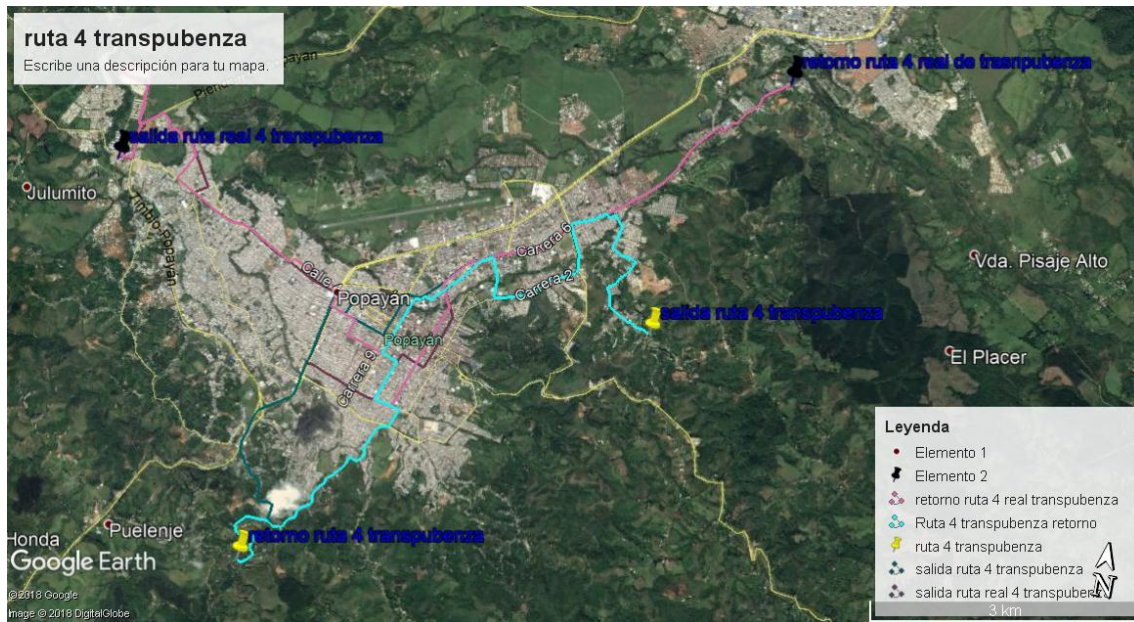 ruta 4 transpubenza
Escribe una descripción para tu mapa.
Popayan
retorno ruta 4 real de trasnpubenza
salida ruta real 4 transpubenza
Julumito
Timbio-Popayan
Carrera 6
Vda. Pisaje Alto
Calle
Carrera 2
Popayán
salida ruta 4 transpubenza
Popayán
El Placer
Carrera 9
Puelenje
retorno ruta 4 transpubenza
Honda
Google Earth
©2018 Google
Image © 2018 DigitalGlobe
Leyenda
Elemento 1
Elemento 2
retorno ruta 4 real transpubenza
Ruta 4 transpubenza retorno
ruta 4 transpubenza
salida ruta 4 transpubenza
salida ruta real 4 transpubenza
N
3 km